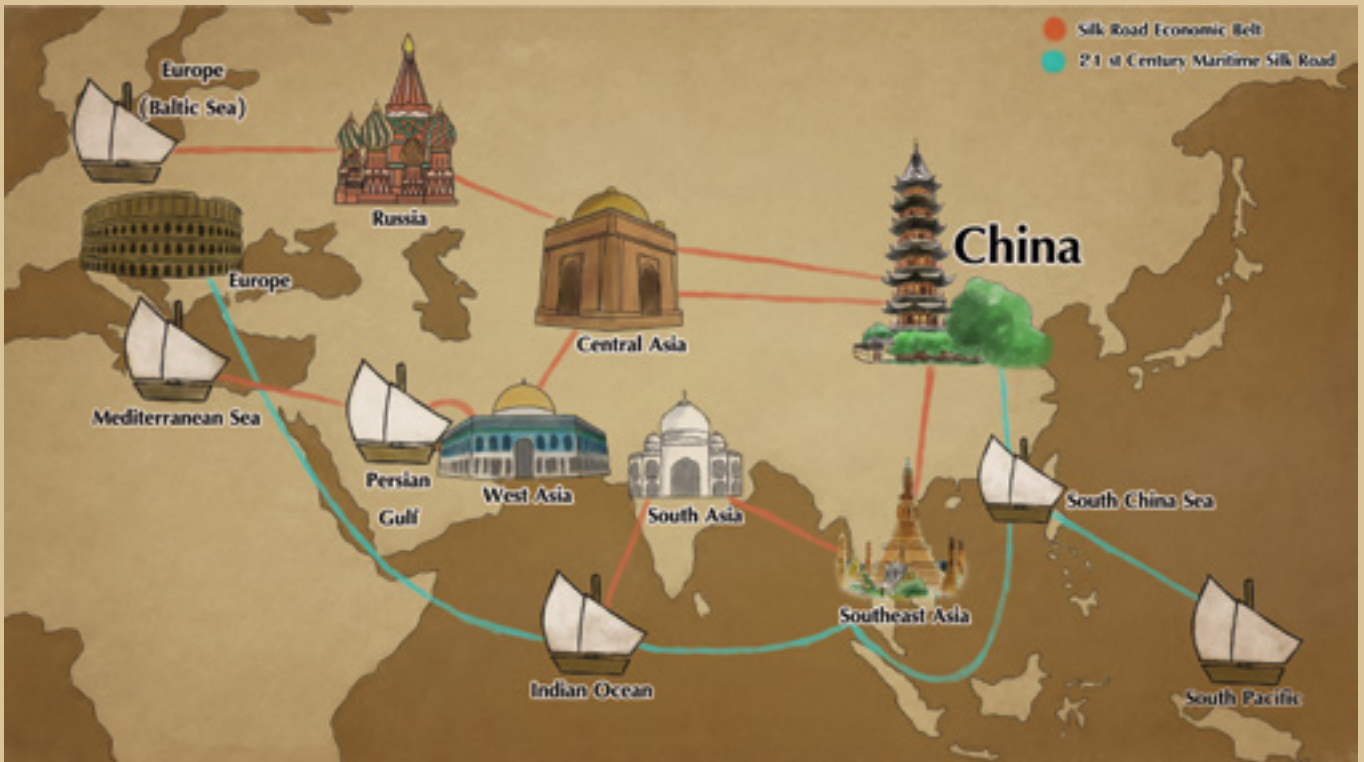 Silk Road Economic Belt
21 st Century Maritime Silk Road
Europe
(Baltic Sea)
Russia
China
Europe
Central Asia
Mediterranean Sea
Persian
Gulf
West Asia
South Asia
South China Sea
Southeast Asia
Indian Ocean
South Pacific